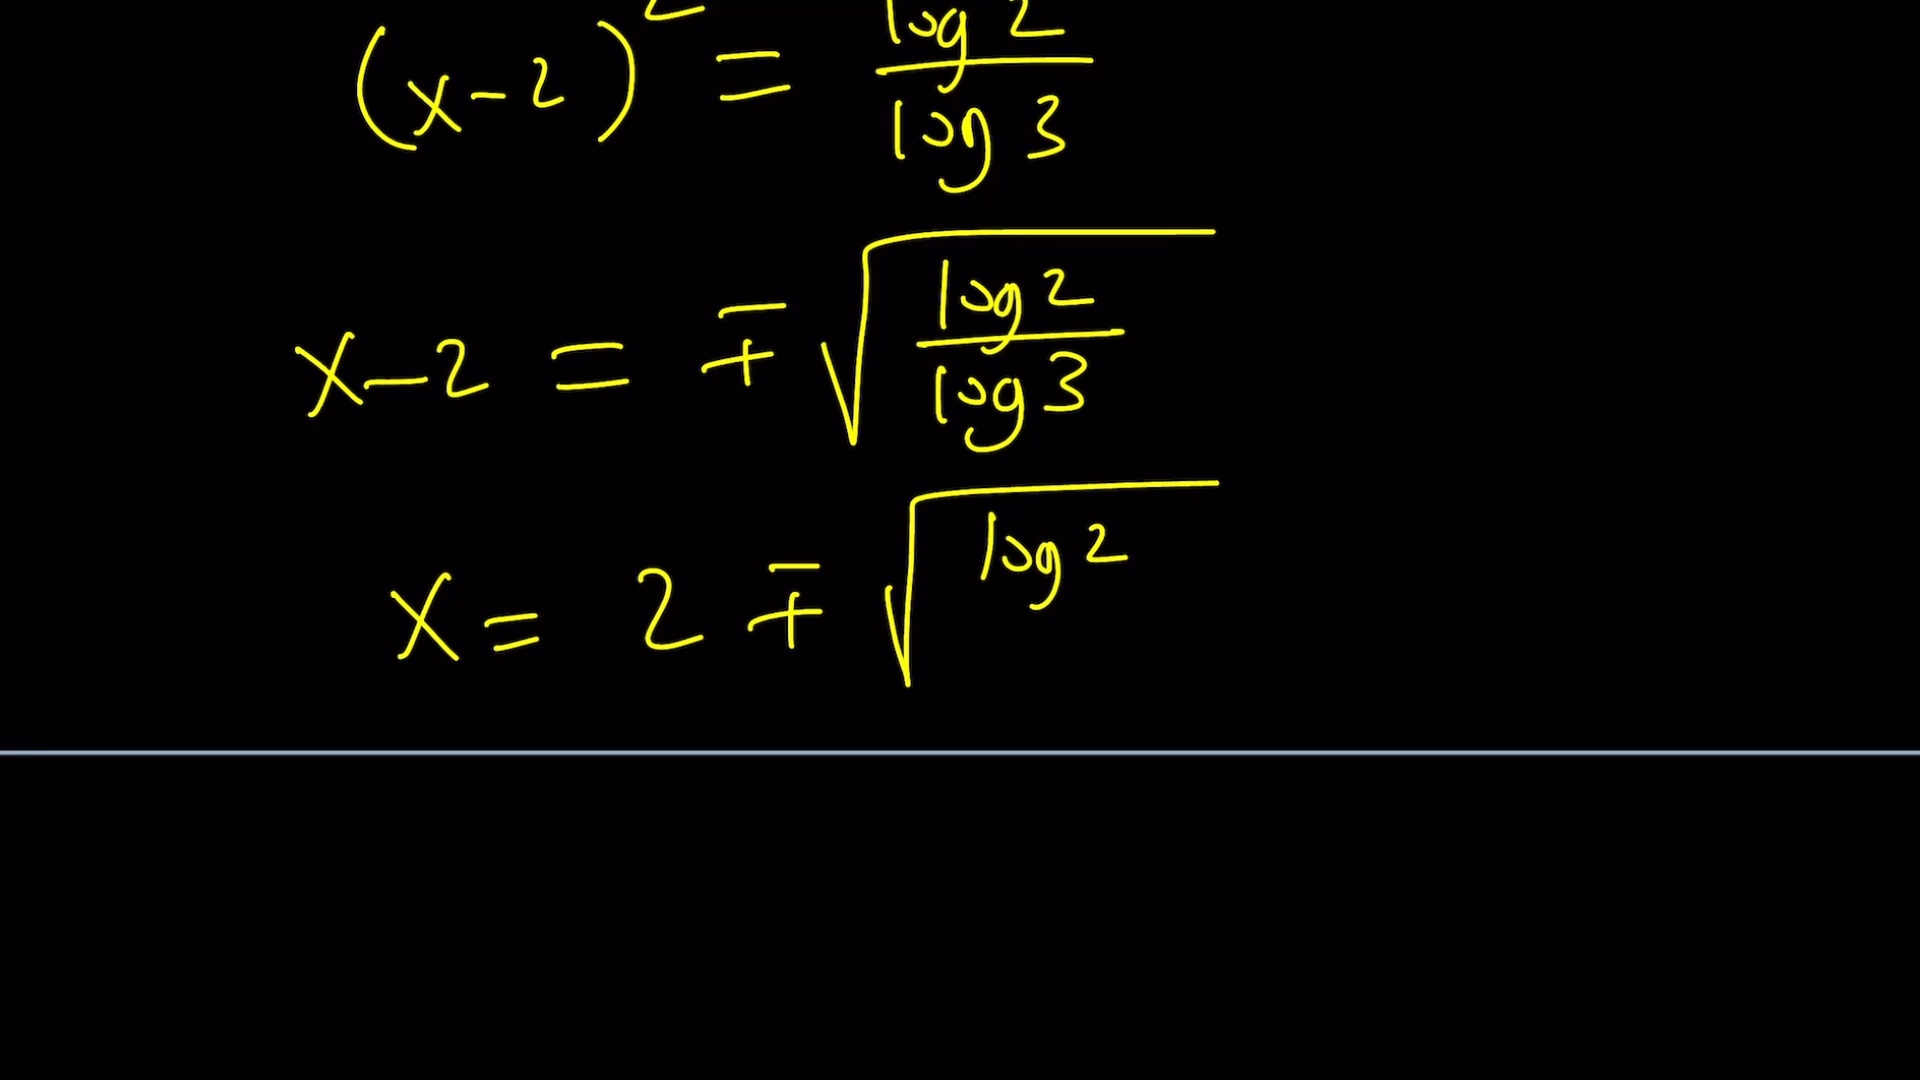 (x-2)² = log 2 / log 3
x-2 = ∓ √(log 2 / log 3)
x = 2 ∓ √(log 2